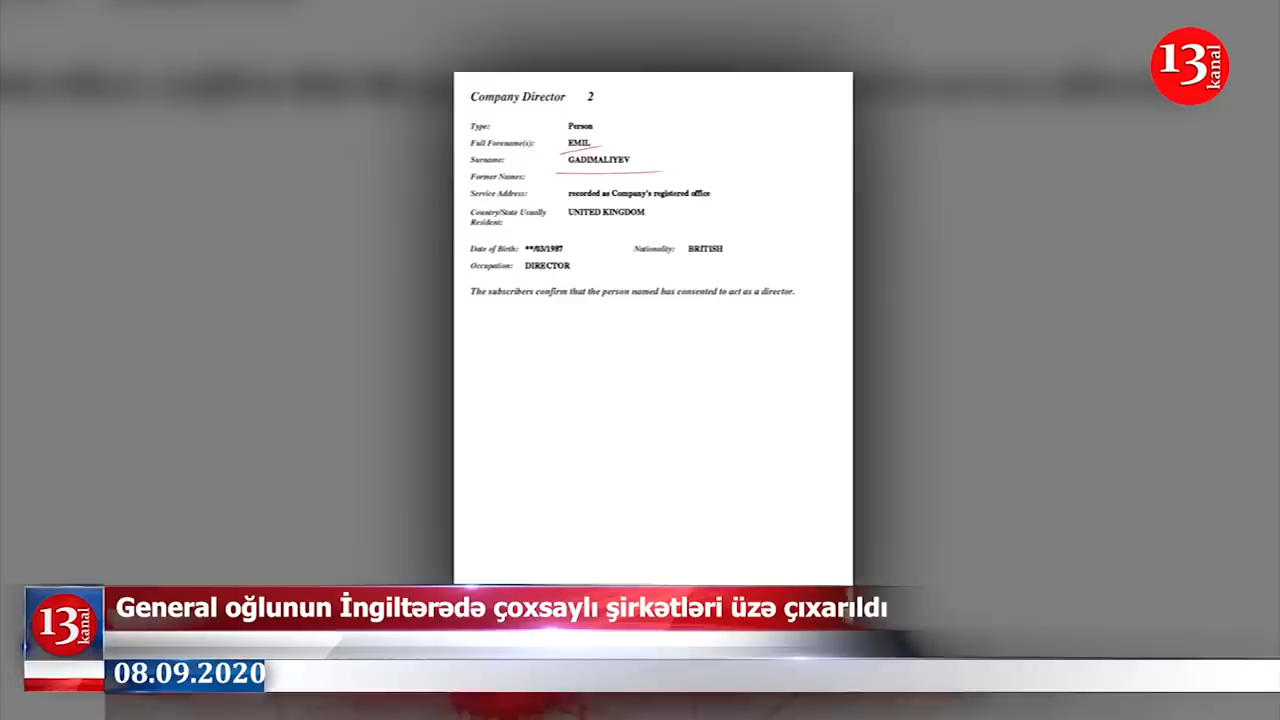 13 kanal
Company Director 2
Type: Person
Full Forename(s): EMIL
Surname: GADIMALIYEV
Former Names:
Service Address: recorded as Company's registered office
Country/State Usually UNITED KINGDOM
Resident:
Date of Birth: **/03/1987 Nationality: BRITISH
Occupation: DIRECTOR
The subscribers confirm that the person named has consented to act as a director.
13 kanal
General oğlunun İngiltərədə çoxsaylı şirkətləri üzə çıxarıldı
08.09.2020